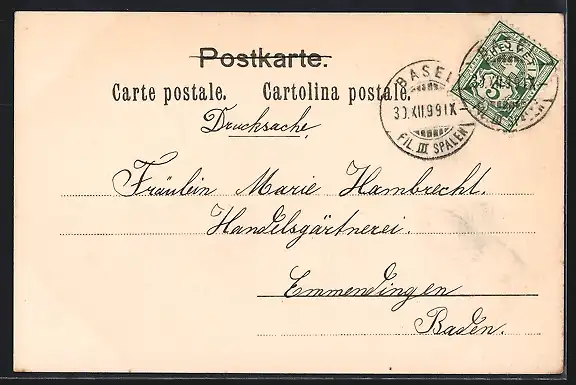 Postkarte.
Carte postale. Cartolina postale.
Drucksache
Fräulein Marie Hambrecht.
Handelsgärtnerei.
Emmendingen
Baden.
BASEL
30.XII.99 IX
FIL. III SPALEN
HELVETIA
5